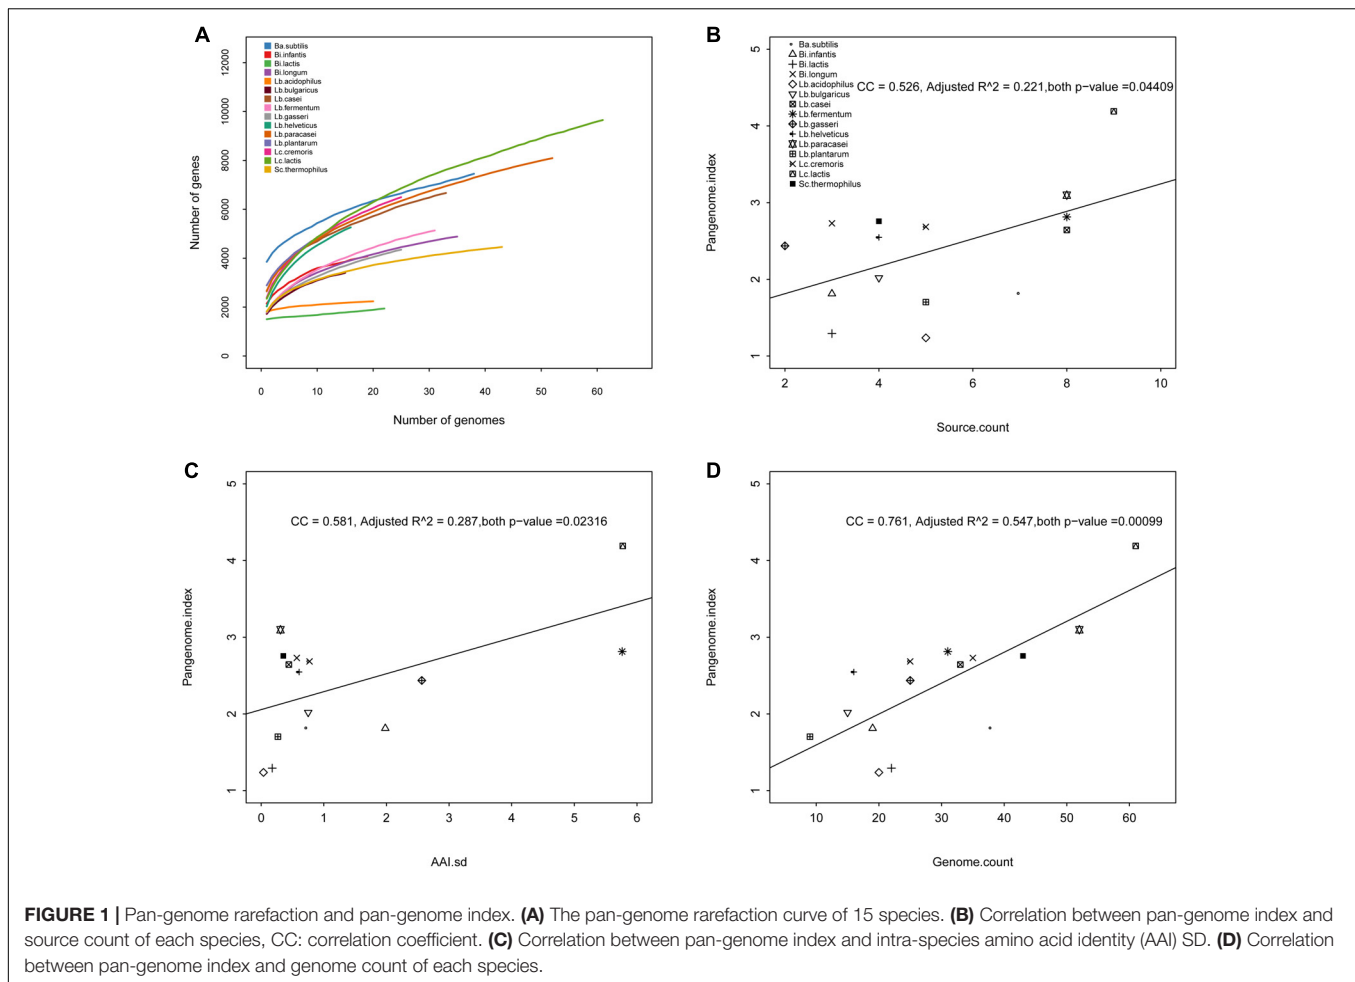 A
Ba.subtilis
Bi.infantis
Bi.lactis
Bi.longum
Lb.acidophilus
Lb.bulgaricus
Lb.casei
Lb.fermentum
Lb.gasseri
Lb.helveticus
Lb.paracasei
Lb.plantarum
Lc.cremoris
Lc.lactis
Sc.thermophilus
Number of genes
0
2000
4000
6000
8000
10000
12000
0 10 20 30 40 50 60
Number of genomes
B
Ba.subtilis
Bi.infantis
Bi.lactis
Bi.longum
Lb.acidophilus
Lb.bulgaricus
Lb.casei
Lb.fermentum
Lb.gasseri
Lb.helveticus
Lb.paracasei
Lb.plantarum
Lc.cremoris
Lc.lactis
Sc.thermophilus
CC = 0.526, Adjusted R^2 = 0.221,both p−value =0.04409
Pangenome.index
1
2
3
4
5
2 4 6 8 10
Source.count
C
CC = 0.581, Adjusted R^2 = 0.287,both p−value =0.02316
Pangenome.index
1
2
3
4
5
0 1 2 3 4 5 6
AAI.sd
D
CC = 0.761, Adjusted R^2 = 0.547,both p−value =0.00099
Pangenome.index
1
2
3
4
5
10 20 30 40 50 60
Genome.count
FIGURE 1 | Pan-genome rarefaction and pan-genome index. (A) The pan-genome rarefaction curve of 15 species. (B) Correlation between pan-genome index and
source count of each species, CC: correlation coefficient. (C) Correlation between pan-genome index and intra-species amino acid identity (AAI) SD. (D) Correlation
between pan-genome index and genome count of each species.